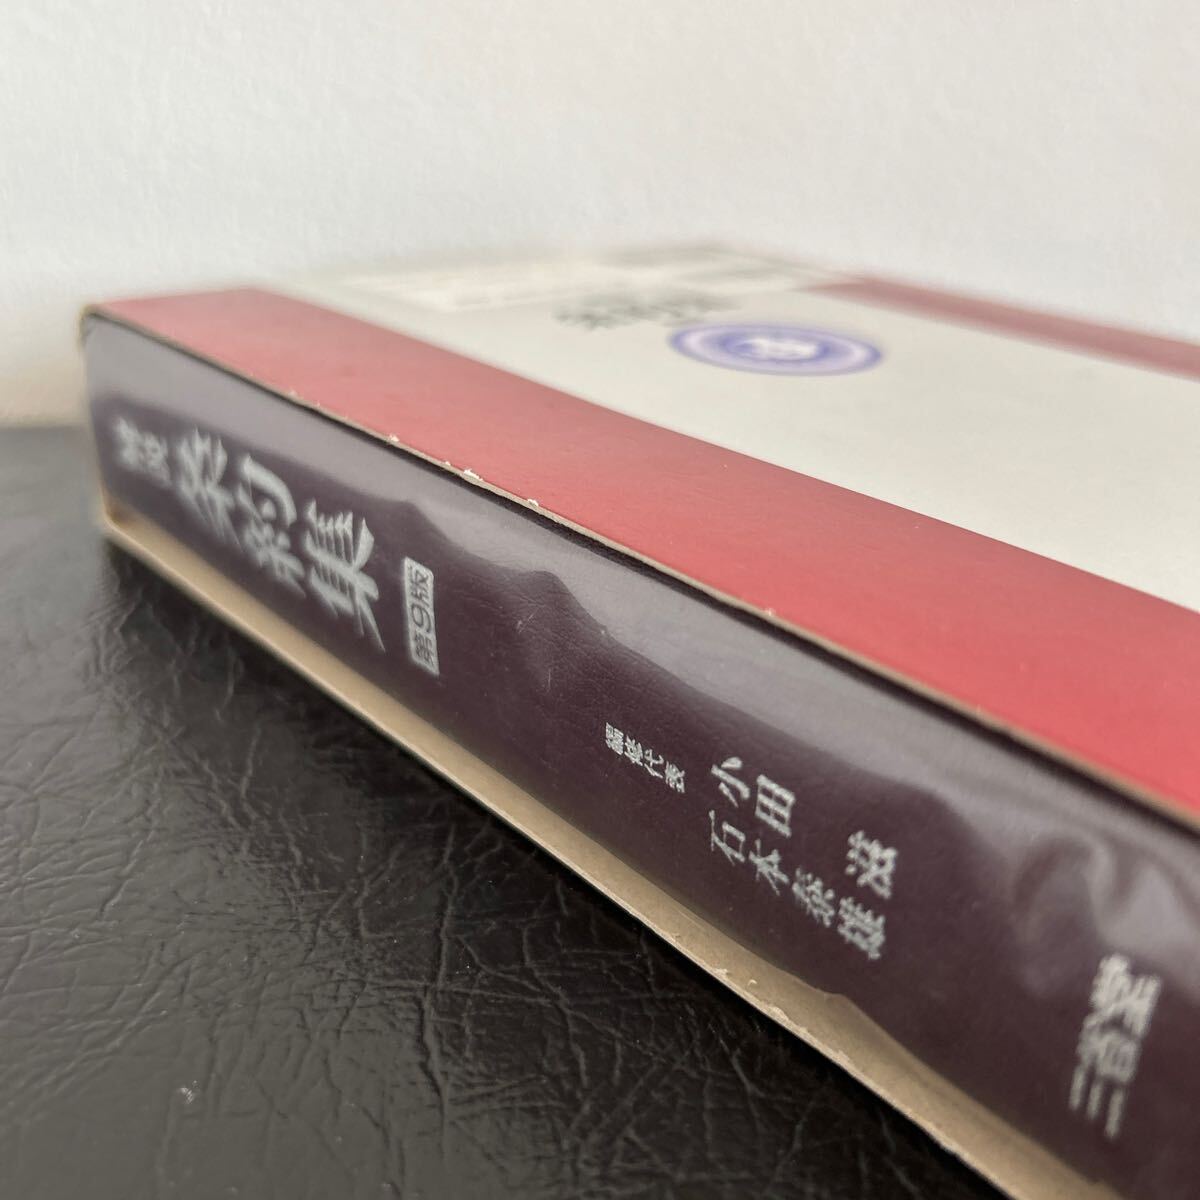 解説
条約集
第9版
編修代表
小田 滋
石本泰雄
三省堂